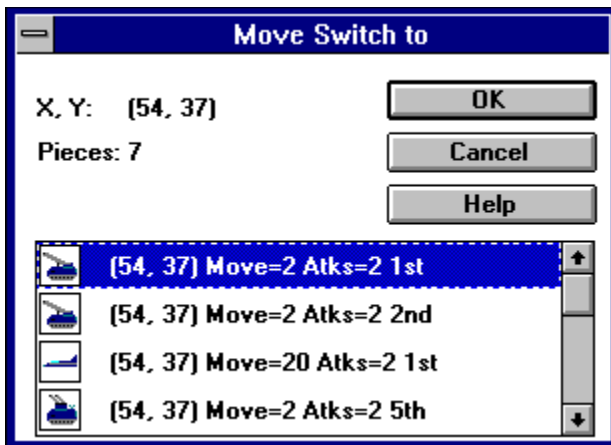 Move Switch to
X, Y: (54, 37)
OK
Pieces: 7
Cancel
Help
(54, 37) Move=2 Atks=2 1st
(54, 37) Move=2 Atks=2 2nd
(54, 37) Move=20 Atks=2 1st
(54, 37) Move=2 Atks=2 5th